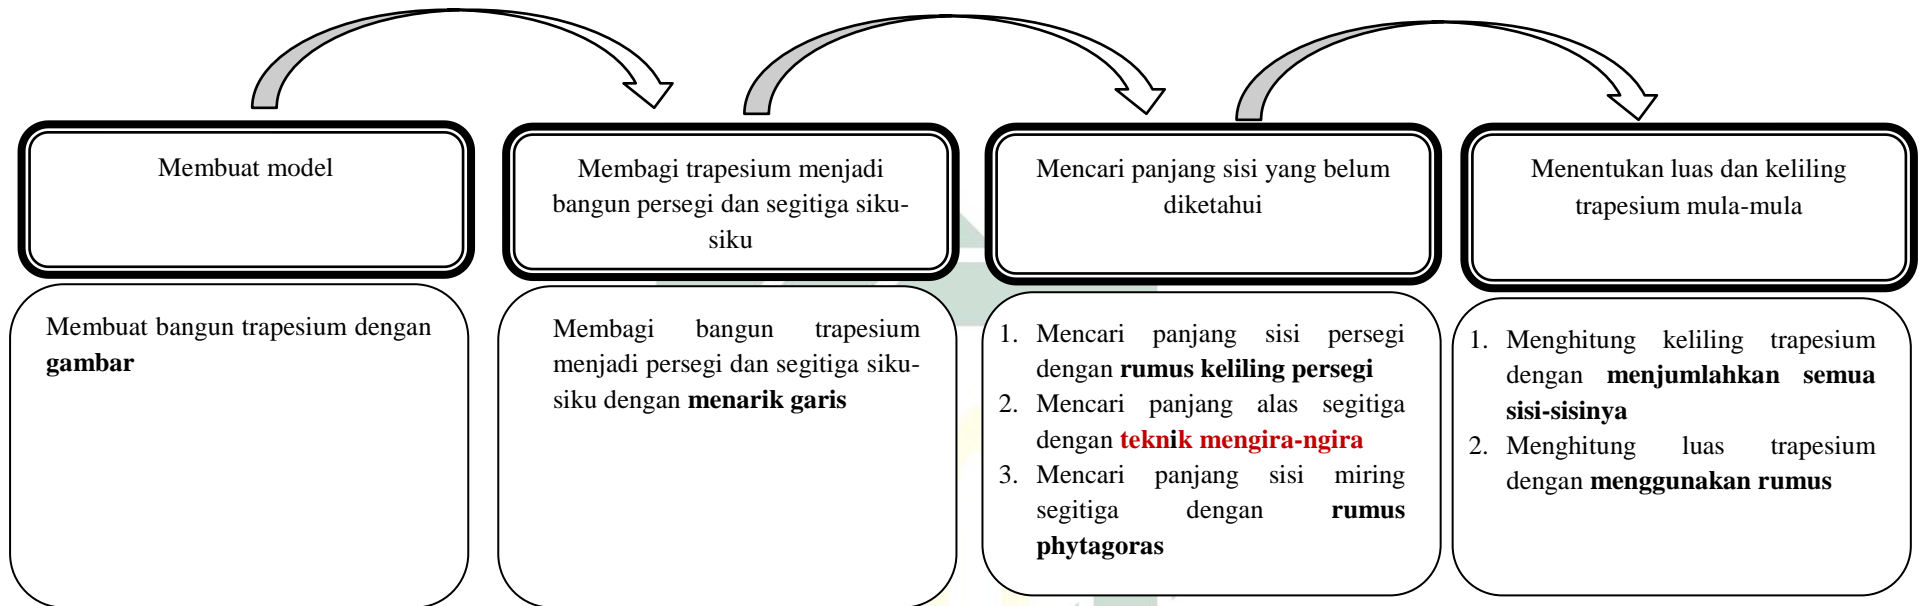 Membuat model
Membagi trapesium menjadi
bangun persegi dan segitiga siku-
siku
Mencari panjang sisi yang belum
diketahui
Menentukan luas dan keliling
trapesium mula-mula
Membuat bangun trapesium dengan
gambar
Membagi bangun trapesium
menjadi persegi dan segitiga siku-
siku dengan menarik garis
1. Mencari panjang sisi persegi
dengan rumus keliling persegi
2. Mencari panjang alas segitiga
dengan teknik mengira-ngira
3. Mencari panjang sisi miring
segitiga dengan rumus
phytagoras
1. Menghitung keliling trapesium
dengan menjumlahkan semua
sisi-sisinya
2. Menghitung luas trapesium
dengan menggunakan rumus